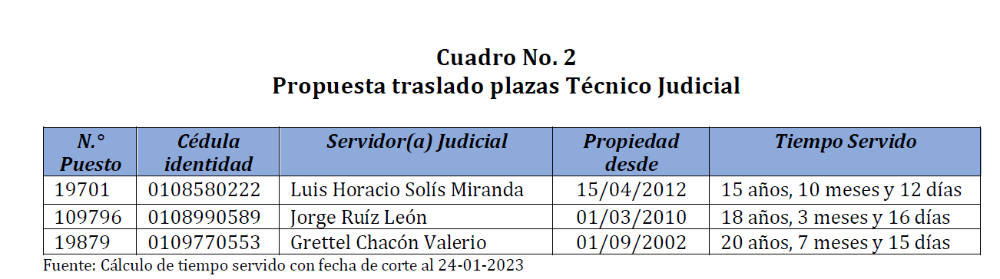 Cuadro No. 2
Propuesta traslado plazas Técnico Judicial
N.° Puesto Cédula identidad Servidor(a) Judicial Propiedad desde Tiempo Servido
19701 0108580222 Luis Horacio Solís Miranda 15/04/2012 15 años, 10 meses y 12 días
109796 0108990589 Jorge Ruíz León 01/03/2010 18 años, 3 meses y 16 días
19879 0109770553 Grettel Chacón Valerio 01/09/2002 20 años, 7 meses y 15 días
Fuente: Cálculo de tiempo servido con fecha de corte al 24-01-2023